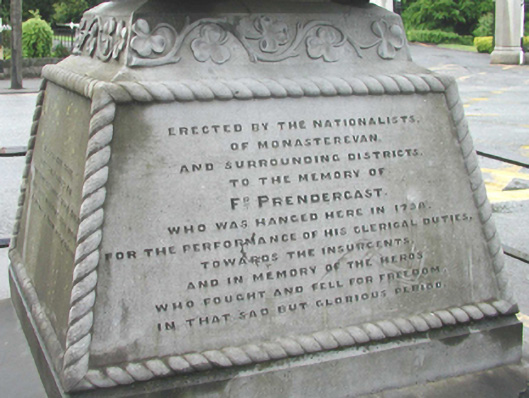 ERECTED BY THE NATIONALISTS,
OF MONASTEREVAN,
AND SURROUNDING DISTRICTS.
TO THE MEMORY OF
FR PRENDERGAST.
WHO WAS HANGED HERE IN 1798.
FOR THE PERFORMANCE OF HIS CLERICAL DUTIES,
TOWARDS THE INSURGENTS,
AND IN MEMORY OF THE HEROS
WHO FOUGHT AND FELL FOR FREEDOM,
IN THAT SAD BUT GLORIOUS PERIOD.